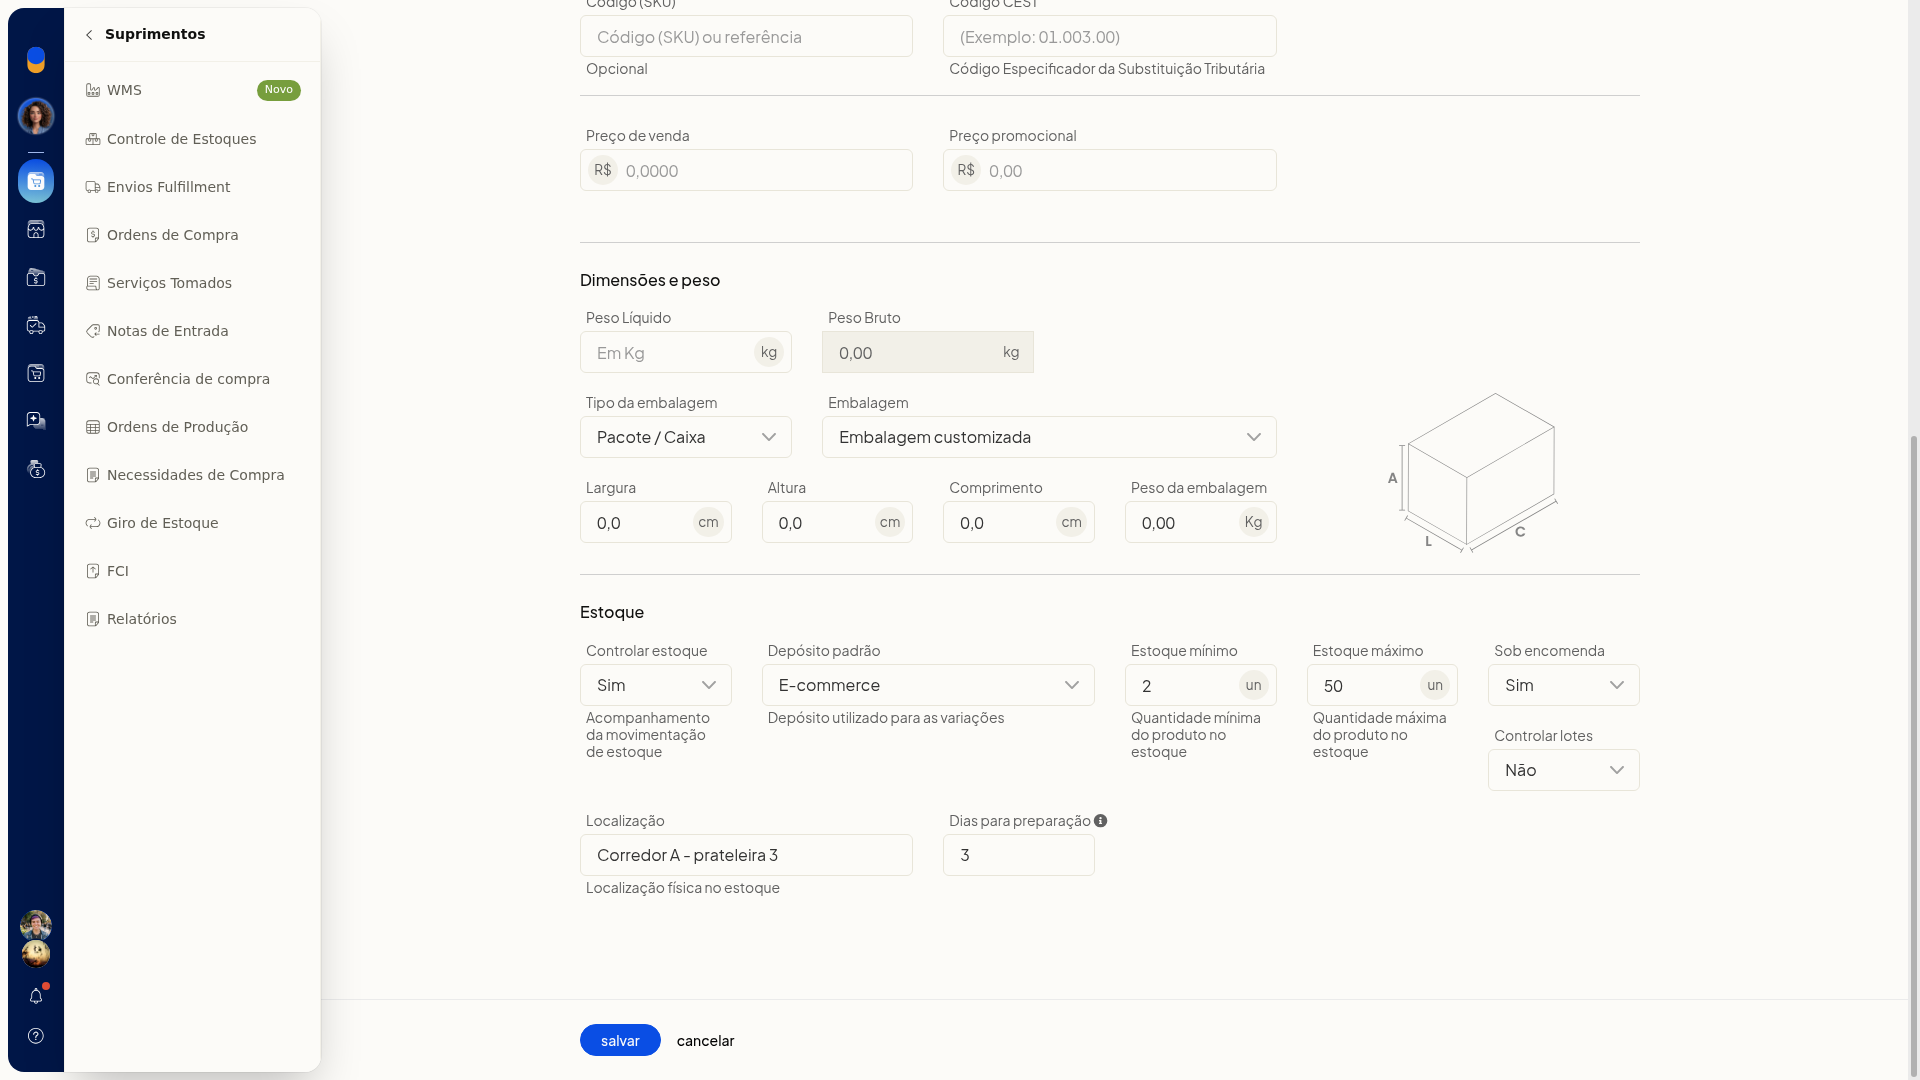 Suprimentos
WMS
Novo
Controle de Estoques
Envios Fulfillment
Ordens de Compra
Serviços Tomados
Notas de Entrada
Conferência de compra
Ordens de Produção
Necessidades de Compra
Giro de Estoque
FCI
Relatórios
Código (SKU)
Código CEST
Código (SKU) ou referência
(Exemplo: 01.003.00)
Opcional
Código Especificador da Substituição Tributária
Preço de venda
Preço promocional
R$ 0,0000
R$ 0,00
Dimensões e peso
Peso Líquido
Peso Bruto
Em Kg kg
0,00 kg
Tipo da embalagem
Embalagem
Pacote / Caixa
Embalagem customizada
Largura
Altura
Comprimento
Peso da embalagem
0,0 cm
0,0 cm
0,0 cm
0,00 Kg
A
L
C
Estoque
Controlar estoque
Depósito padrão
Estoque mínimo
Estoque máximo
Sob encomenda
Sim
E-commerce
2 un
50 un
Sim
Acompanhamento
da movimentação
de estoque
Depósito utilizado para as variações
Quantidade mínima
do produto no
estoque
Quantidade máxima
do produto no
estoque
Controlar lotes
Não
Localização
Dias para preparação
Corredor A - prateleira 3
3
Localização física no estoque
salvar
cancelar